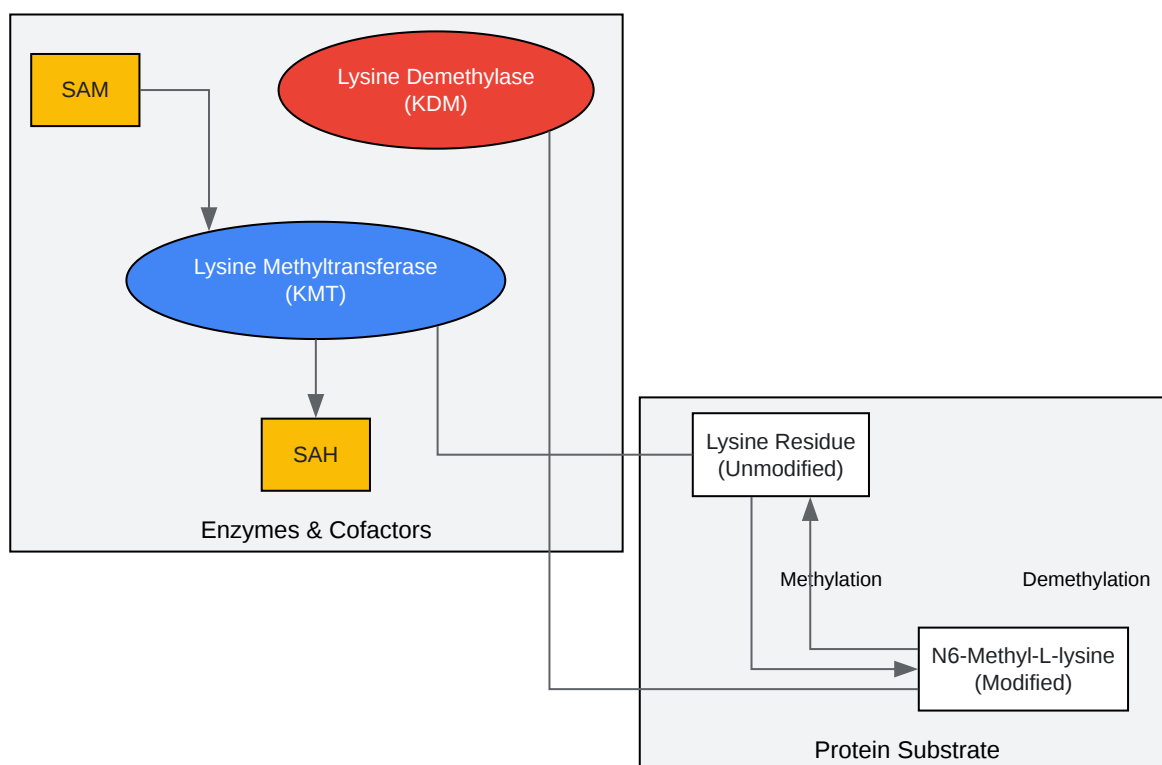 SAM
Lysine Demethylase
(KDM)
Lysine Methyltransferase
(KMT)
SAH
Enzymes & Cofactors
Lysine Residue
(Unmodified)
Methylation
Demethylation
N6-Methyl-L-lysine
(Modified)
Protein Substrate